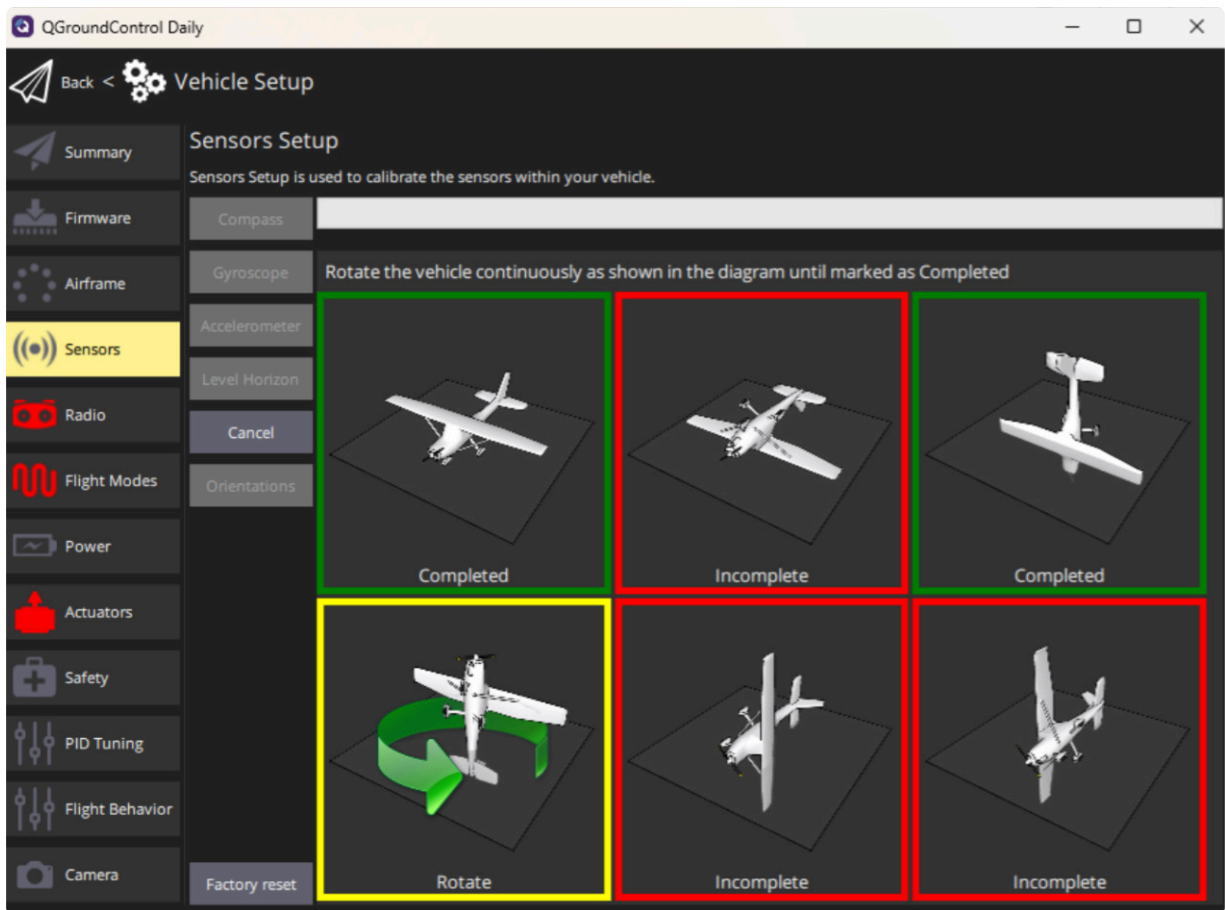 QGroundControl Daily
Back < Vehicle Setup
Summary
Firmware
Airframe
Sensors
Radio
Flight Modes
Power
Actuators
Safety
PID Tuning
Flight Behavior
Camera
Sensors Setup
Sensors Setup is used to calibrate the sensors within your vehicle.
Compass
Gyroscope
Accelerometer
Level Horizon
Cancel
Orientations
Factory reset
Rotate the vehicle continuously as shown in the diagram until marked as Completed
Completed
Incomplete
Completed
Rotate
Incomplete
Incomplete